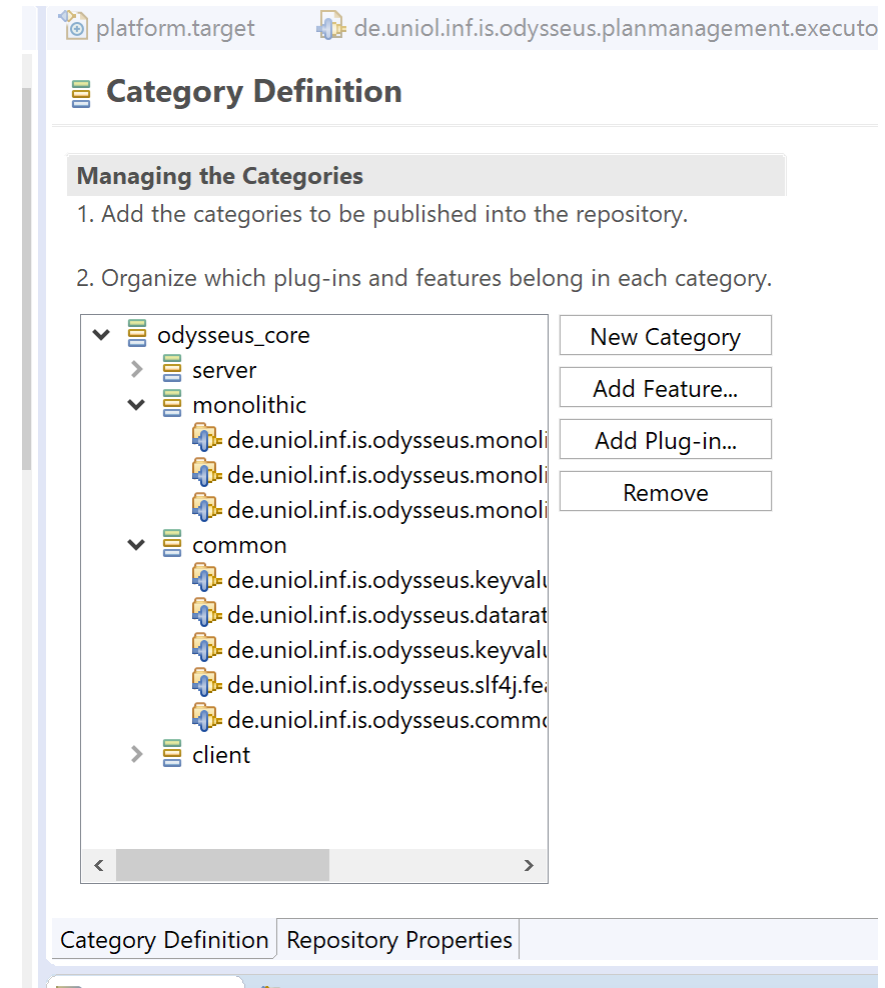 platform.target de.uniol.inf.is.odysseus.planmanagement.executo
Category Definition
Managing the Categories
1. Add the categories to be published into the repository.
2. Organize which plug-ins and features belong in each category.
odysseus_core
server
monolithic
de.uniol.inf.is.odysseus.monoli
de.uniol.inf.is.odysseus.monoli
de.uniol.inf.is.odysseus.monoli
common
de.uniol.inf.is.odysseus.keyvalu
de.uniol.inf.is.odysseus.datarat
de.uniol.inf.is.odysseus.keyvalu
de.uniol.inf.is.odysseus.slf4j.fea
de.uniol.inf.is.odysseus.commo
client
New Category
Add Feature...
Add Plug-in...
Remove
Category Definition Repository Properties